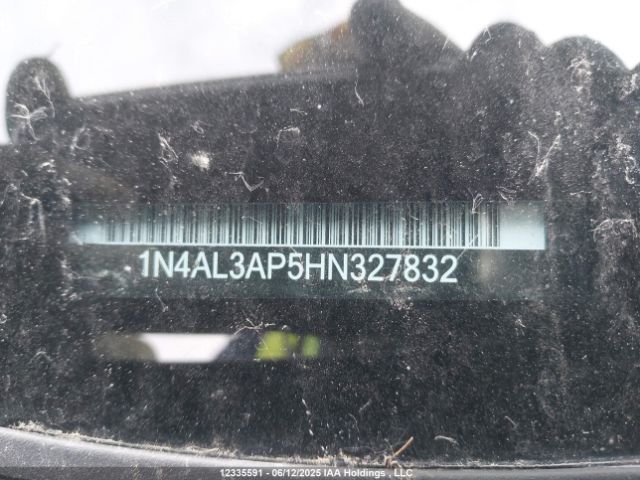 1N4AL3AP5HN327832
12335591 - 06/12/2025 IAA Holdings , LLC